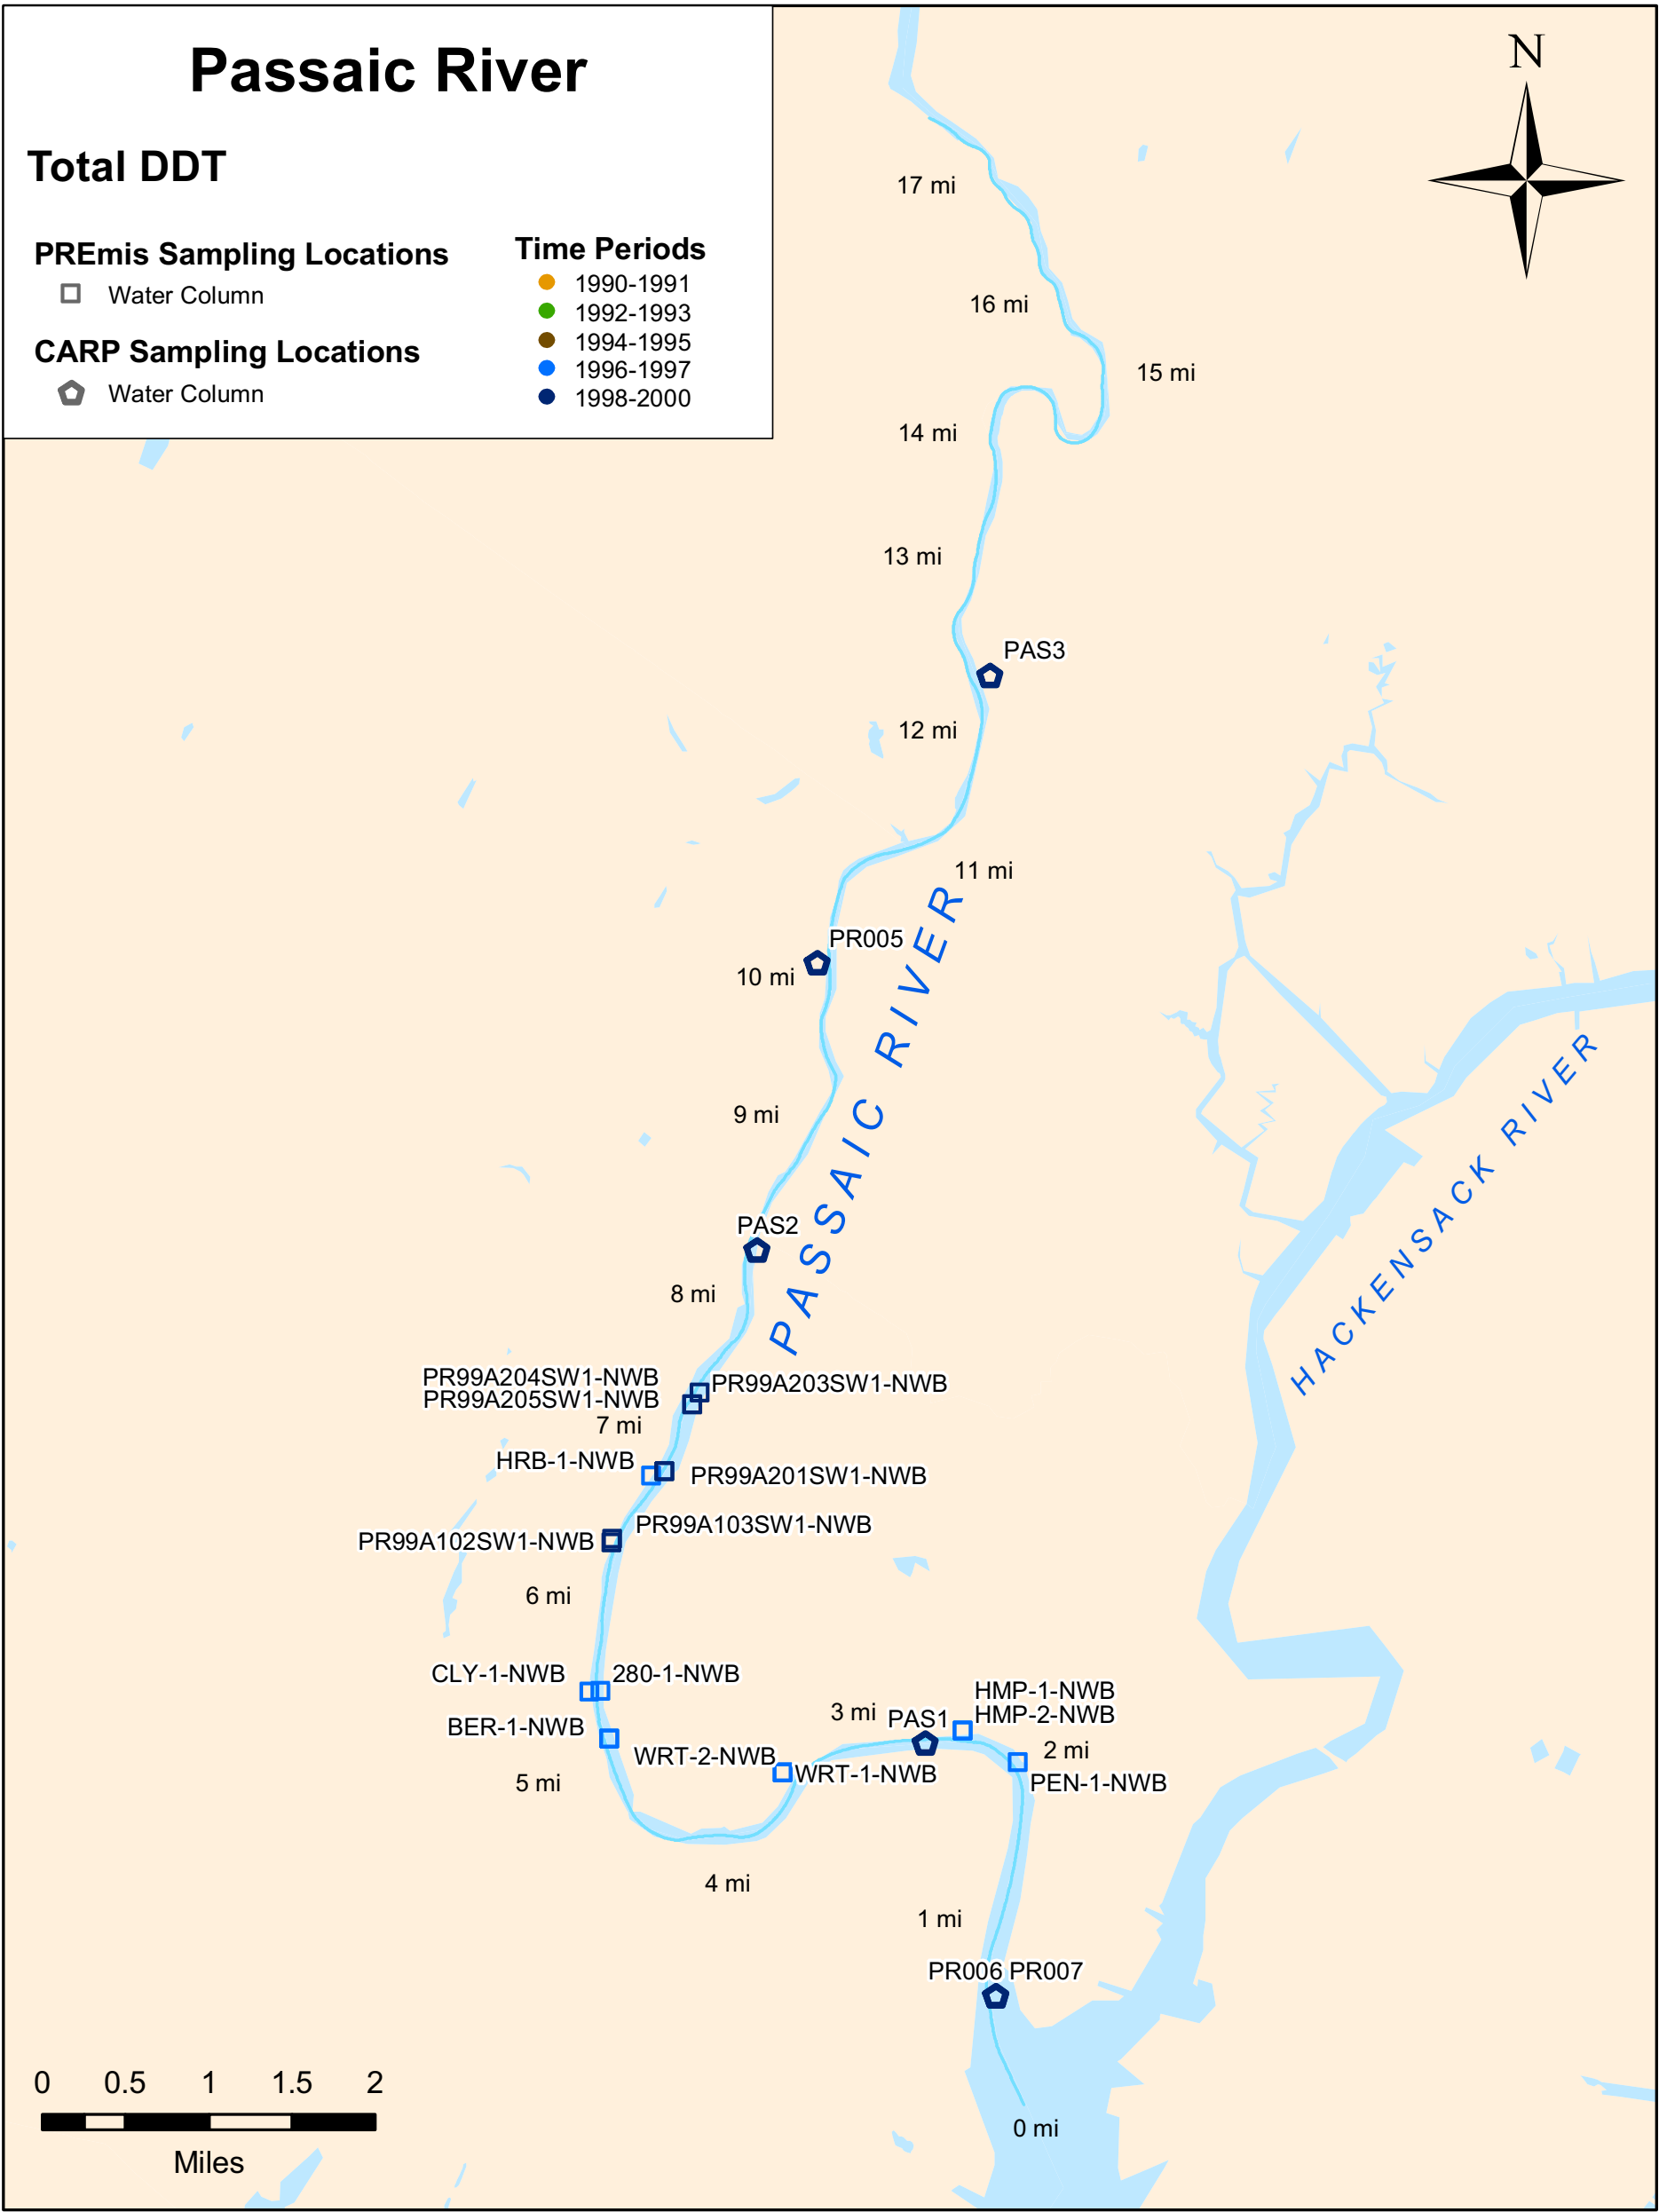 Passaic River
Total DDT
PREmis Sampling Locations
Water Column
CARP Sampling Locations
Water Column
Time Periods
1990-1991
1992-1993
1994-1995
1996-1997
1998-2000
N
17 mi
16 mi
15 mi
14 mi
13 mi
PAS3
12 mi
11 mi
PR005
10 mi
PASSAIC RIVER
9 mi
HACKENSACK RIVER
PAS2
8 mi
PR99A204SW1-NWB
PR99A203SW1-NWB
PR99A205SW1-NWB
7 mi
HRB-1-NWB
PR99A201SW1-NWB
PR99A103SW1-NWB
PR99A102SW1-NWB
6 mi
CLY-1-NWB
280-1-NWB
HMP-1-NWB
3 mi
PAS1
HMP-2-NWB
BER-1-NWB
2 mi
WRT-2-NWB
WRT-1-NWB
PEN-1-NWB
5 mi
4 mi
1 mi
PR006 PR007
0 mi
0 0.5 1 1.5 2
Miles